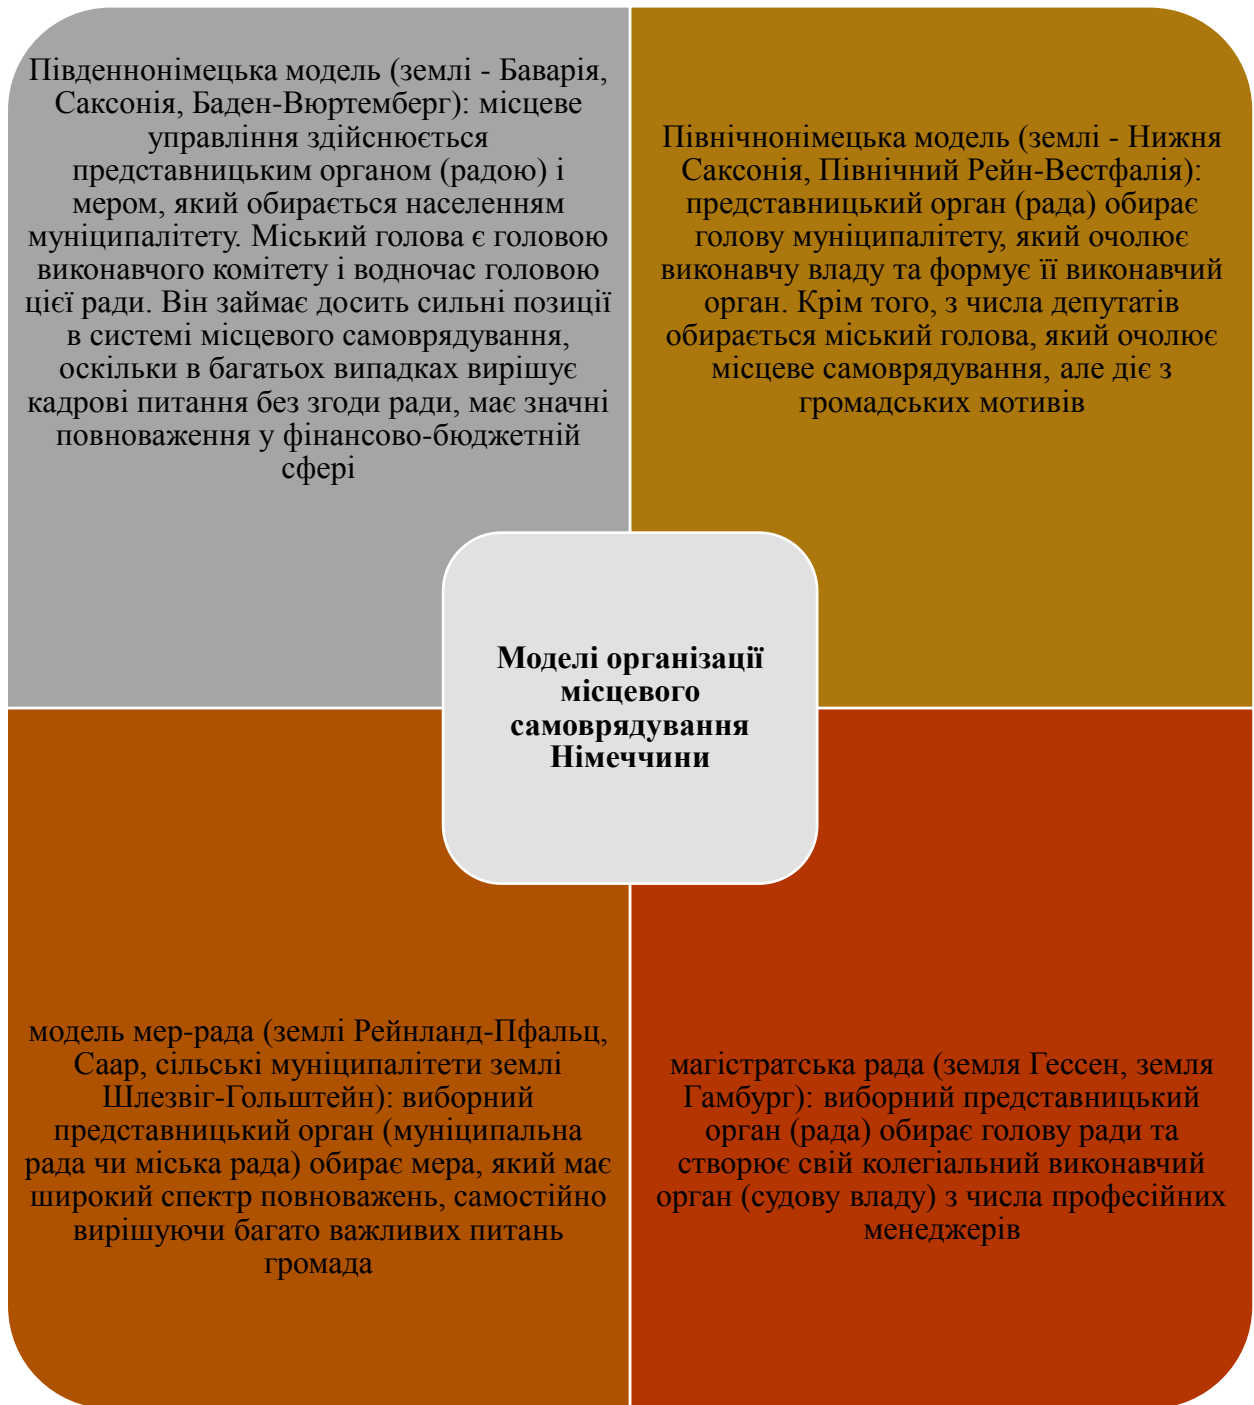 Південнонімецька модель (землі - Баварія,
Саксонія, Баден-Вюртемберг): місцеве
управління здійснюється
представницьким органом (радою) і
мером, який обирається населенням
муніципалітету. Міський голова є головою
виконавчого комітету і водночас головою
цієї ради. Він займає досить сильні позиції
в системі місцевого самоврядування,
оскільки в багатьох випадках вирішує
кадрові питання без згоди ради, має значні
повноваження у фінансово-бюджетній
сфері
Північнонімецька модель (землі - Нижня
Саксонія, Північний Рейн-Вестфалія):
представницький орган (рада) обирає
голову муніципалітету, який очолює
виконавчу владу та формує її виконавчий
орган. Крім того, з числа депутатів
обирається міський голова, який очолює
місцеве самоврядування, але діє з
громадських мотивів
Моделі організації
місцевого
самоврядування
Німеччини
модель мер-рада (землі Рейнланд-Пфальц,
Саар, сільські муніципалітети землі
Шлезвіг-Гольштейн): виборний
представницький орган (муніципальна
рада чи міська рада) обирає мера, який має
широкий спектр повноважень, самостійно
вирішуючи багато важливих питань
громада
магістратська рада (земля Гессен, земля
Гамбург): виборний представницький
орган (рада) обирає голову ради та
створює свій колегіальний виконавчий
орган (судову владу) з числа професійних
менеджерів